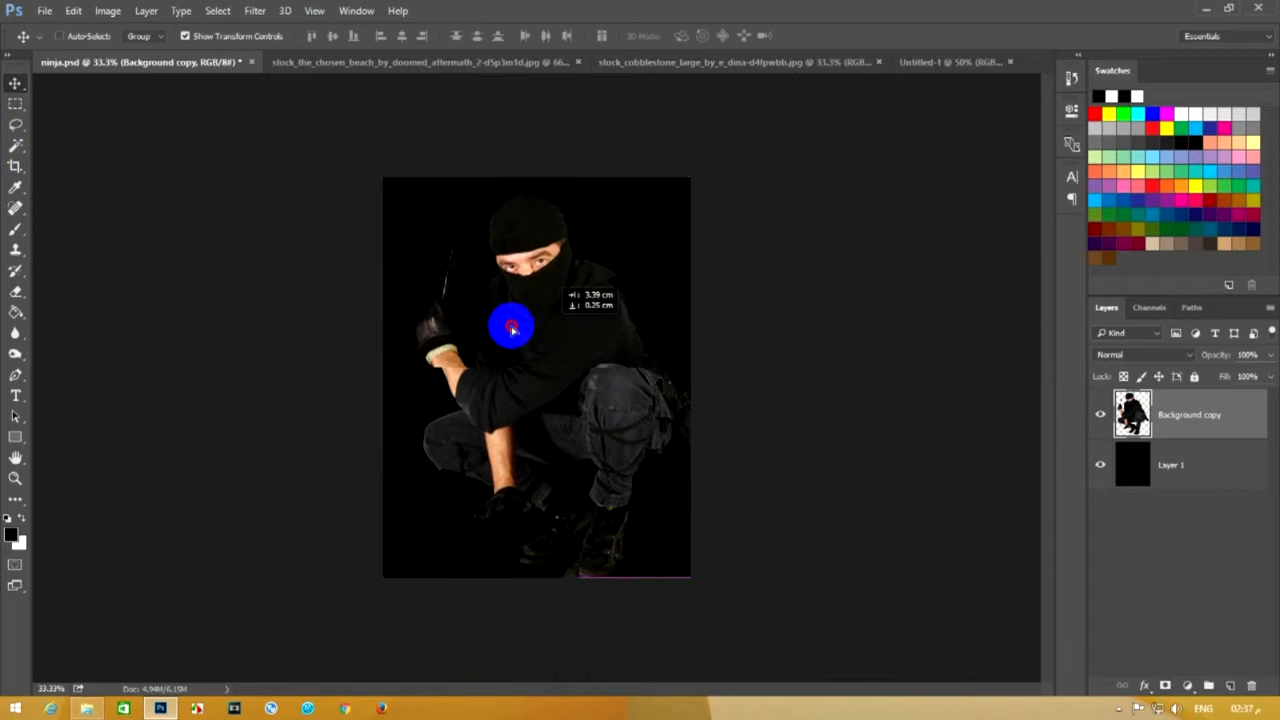 Ps File Edit Image Layer Type Select Filter 3D View Window Help
Auto-Select: Group Show Transform Controls 3D Mode: Essentials
ninja.psd @ 33.3% (Background copy, RGB/8#) * stock_the_chosen_beach_by_doomed_aftermath_2-d5p3m1d.jpg @ 66... stock_cobblestone_large_by_e_dina-d4fpwbb.jpg @ 33.3% (RGB... Untitled-1 @ 50% (RGB...
Swatches
3.39 cm
0.25 cm
Layers Channels Paths
Kind
Normal Opacity: 100%
Lock: Fill: 100%
Background copy
Layer 1
33.33% Doc: 4.94M/6.15M
ENG 02:37 م